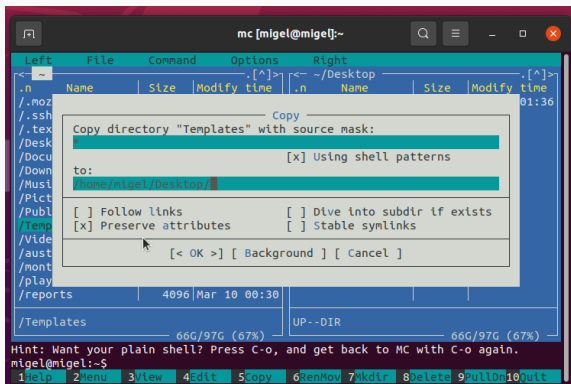 mc [migel@migel]:~
Left File Command Options Right
<- ~ .[^]> <- ~/Desktop .[^]>
.n Name Size Modify time .n Name Size Modify time
/.moz 01:36
/.ssh
/.tex
/Desk
/Docu
/Down
/Musi
/Pict
/Publ
/Temp
/Vide
/aust
/mont
/play
/reports 4096 Mar 10 00:30
Copy
Copy directory "Templates" with source mask:
*
[x] Using shell patterns
to:
/home/migel/Desktop/
[ ] Follow links [ ] Dive into subdir if exists
[x] Preserve attributes [ ] Stable symlinks
[< OK >] [ Background ] [ Cancel ]
/Templates UP--DIR
66G/97G (67%) 66G/97G (67%)
Hint: Want your plain shell? Press C-o, and get back to MC with C-o again.
migel@migel:~$
1Help 2Menu 3View 4Edit 5Copy 6RenMov 7Mkdir 8Delete 9PullDn 10Quit